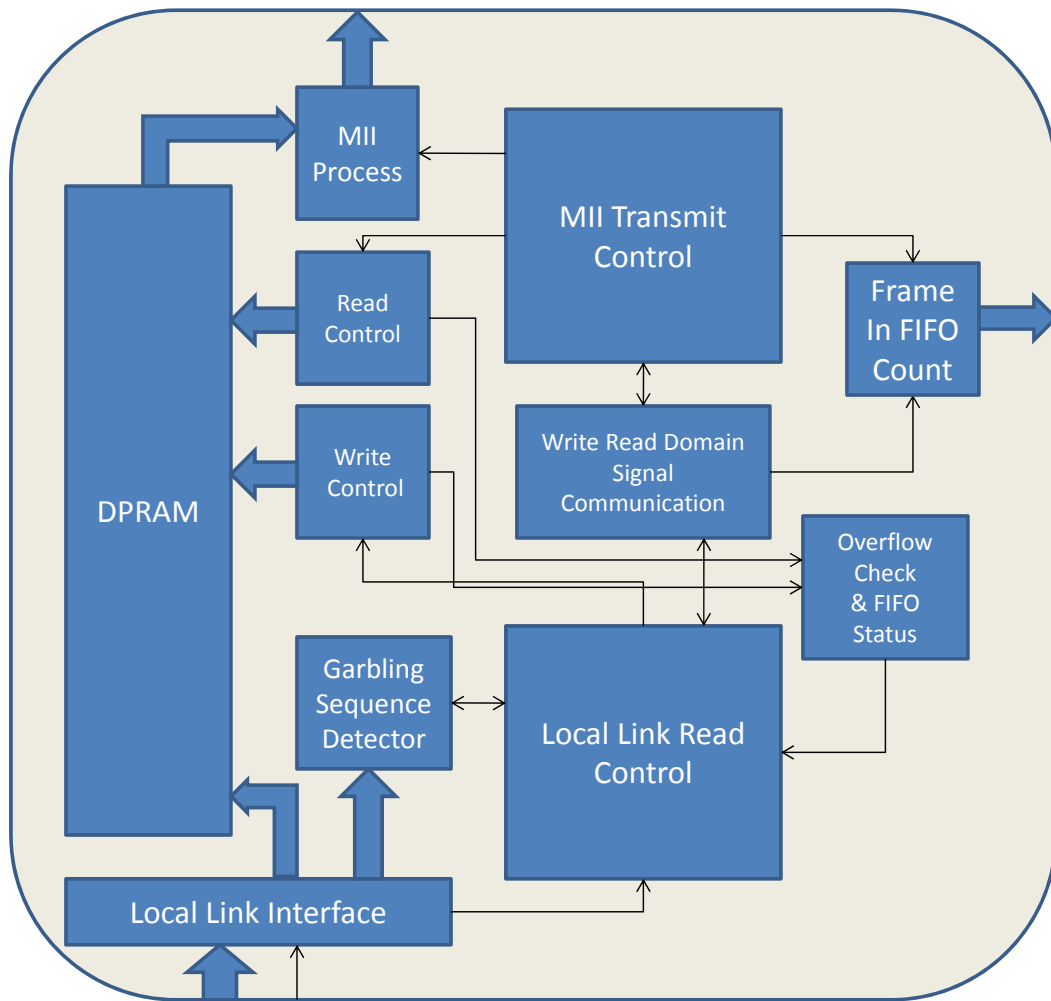 MII
Process
MII Transmit
Control
Read
Control
Frame
In FIFO
Count
Write
Control
Write Read Domain
Signal
Communication
DPRAM
Overflow
Check
& FIFO
Status
Garbling
Sequence
Detector
Local Link Read
Control
Local Link Interface